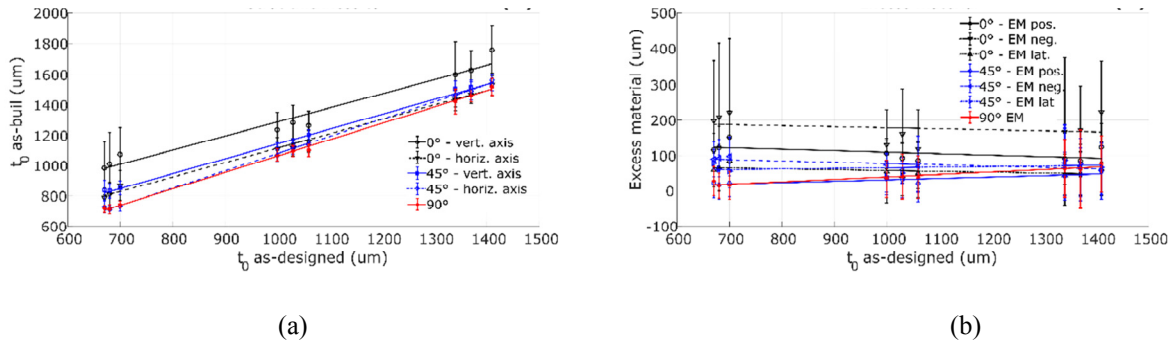 2000
1800
1600
1400
1200
1000
800
600
t0 as-buil (um)
0° - vert. axis
0° - horiz. axis
45° - vert. axis
45° - horiz. axis
90°
600 700 800 900 1000 1100 1200 1300 1400 1500
t0 as-designed (um)
(a)
500
400
300
200
100
0
-100
Excess material (um)
0° - EM pos.
0° - EM neg.
0° - EM lat.
45° - EM pos.
45° - EM neg.
45° - EM lat
90° EM
600 700 800 900 1000 1100 1200 1300 1400 1500
t0 as-designed (um)
(b)